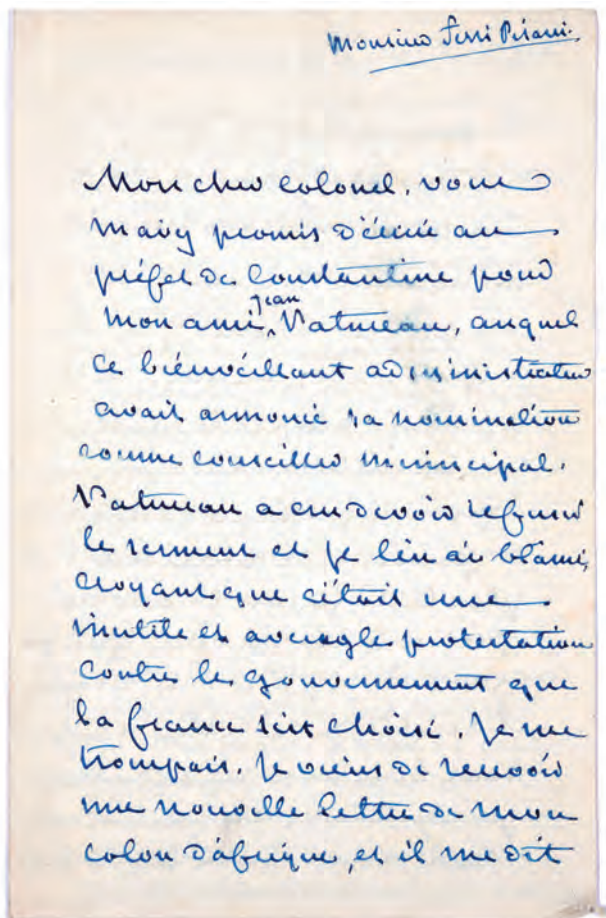 Monsieur Ferri Pisani.
Mon cher colonel, vous
m'avez promis d'écrire au
préfet de Constantine pour
mon ami Jean Patureau, auquel
ce bienveillant administrateur
avait annoncé sa nomination
comme conseiller municipal.
Patureau a cru devoir refuser
le serment et je l'en ai blâmé,
croyant que c'était une
inutile et aveugle protestation
contre le gouvernement que
la france s'est choisi. Je me
trompais. Je viens de recevoir
une nouvelle lettre de mon
colon d'afrique, et il me dit